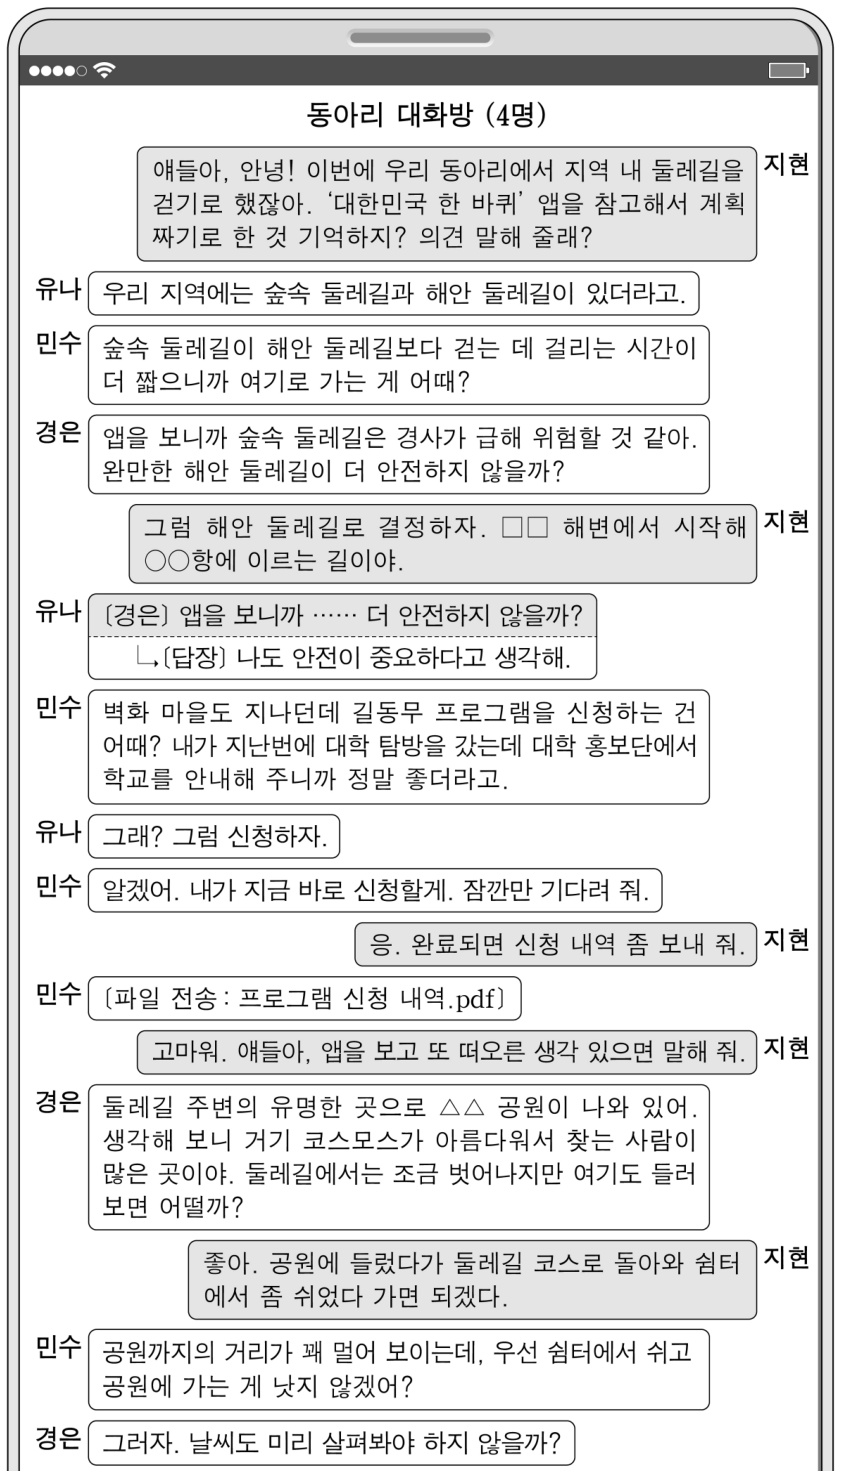 동아리 대화방 (4명)
지현
얘들아, 안녕! 이번에 우리 동아리에서 지역 내 둘레길을
걷기로 했잖아. ‘대한민국 한 바퀴’ 앱을 참고해서 계획
짜기로 한 것 기억하지? 의견 말해 줄래?
유나
우리 지역에는 숲속 둘레길과 해안 둘레길이 있더라고.
민수
숲속 둘레길이 해안 둘레길보다 걷는 데 걸리는 시간이
더 짧으니까 여기로 가는 게 어때?
경은
앱을 보니까 숲속 둘레길은 경사가 급해 위험할 것 같아.
완만한 해안 둘레길이 더 안전하지 않을까?
지현
그럼 해안 둘레길로 결정하자. □□ 해변에서 시작해
○○항에 이르는 길이야.
유나
〔경은〕 앱을 보니까 …… 더 안전하지 않을까?
↳〔답장〕 나도 안전이 중요하다고 생각해.
민수
벽화 마을도 지나던데 길동무 프로그램을 신청하는 건
어때? 내가 지난번에 대학 탐방을 갔는데 대학 홍보단에서
학교를 안내해 주니까 정말 좋더라고.
유나
그래? 그럼 신청하자.
민수
알겠어. 내가 지금 바로 신청할게. 잠깐만 기다려 줘.
지현
응. 완료되면 신청 내역 좀 보내 줘.
민수
〔파일 전송 : 프로그램 신청 내역.pdf〕
지현
고마워. 얘들아, 앱을 보고 또 떠오른 생각 있으면 말해 줘.
경은
둘레길 주변의 유명한 곳으로 △△ 공원이 나와 있어.
생각해 보니 거기 코스모스가 아름다워서 찾는 사람이
많은 곳이야. 둘레길에서는 조금 벗어나지만 여기도 들러
보면 어떨까?
지현
좋아. 공원에 들렀다가 둘레길 코스로 돌아와 쉼터
에서 좀 쉬었다 가면 되겠다.
민수
공원까지의 거리가 꽤 멀어 보이는데, 우선 쉼터에서 쉬고
공원에 가는 게 낫지 않겠어?
경은
그러자. 날씨도 미리 살펴봐야 하지 않을까?